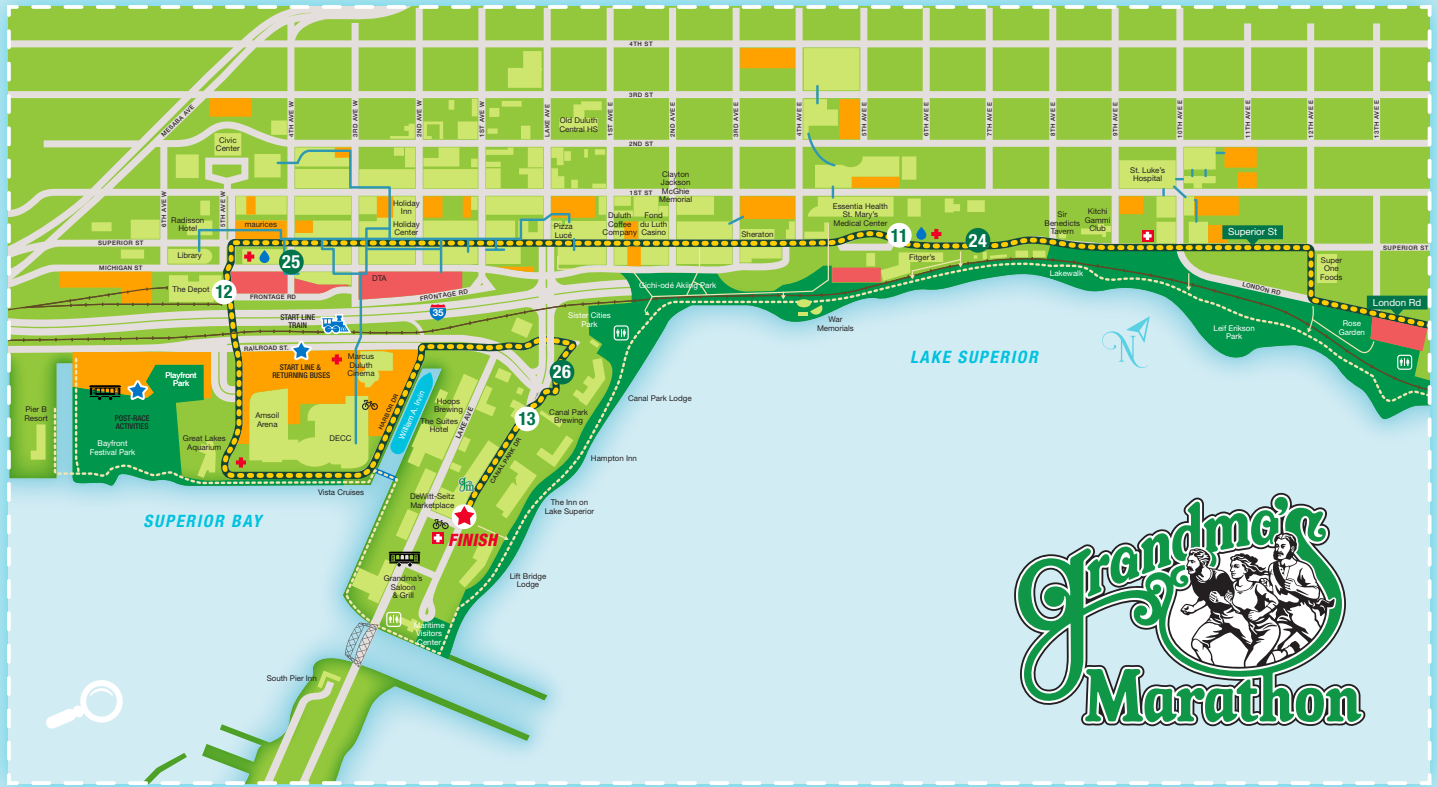 4TH ST
3RD ST
MESABA AVE
4TH AVE W
3RD AVE W
2ND AVE W
1ST AVE W
LAKE AVE
1ST AVE E
2ND AVE E
3RD AVE E
4TH AVE E
5TH AVE E
6TH AVE E
7TH AVE E
8TH AVE E
9TH AVE E
10TH AVE E
11TH AVE E
12TH AVE E
13TH AVE E
Old Duluth
Central HS
Civic
Center
2ND ST
St. Luke's
Hospital
Clayton
Jackson
McGhie
Memorial
1ST ST
6TH AVE W
5TH AVE W
Radisson
Hotel
maurices
Holiday
Inn
Holiday
Center
Pizza
Lucé
Duluth
Coffee
Company
Fond
du Luth
Casino
Sheraton
Essentia Health
St. Mary's
Medical Center
11
24
Sir
Benedicts
Tavern
Kitchi
Gammi
Club
Superior St
SUPERIOR ST
SUPERIOR ST
Library
25
Fitger's
MICHIGAN ST
The Depot
12
DTA
FRONTAGE RD
FRONTAGE RD
35
Gichi-odé Akiing Park
Lakewalk
LONDON RD
Super
One
Foods
London Rd
START LINE
TRAIN
Sister Cities
Park
War
Memorials
Leif Erikson
Park
Rose
Garden
RAILROAD ST.
START LINE &
RETURNING BUSES
Marcus
Duluth
Cinema
N
LAKE SUPERIOR
Playfront
Park
26
Pier B
Resort
POST-RACE
ACTIVITIES
Bayfront
Festival Park
Great Lakes
Aquarium
Amsoil
Arena
DECC
HARBOR DR
William A. Irvin
Hoops
Brewing
The Suites
Hotel
LAKE AVE
13
Canal Park
Brewing
Canal Park Lodge
CANAL PARK DR
Hampton Inn
Vista Cruises
DeWitt-Seitz
Marketplace
Gm
The Inn on
Lake Superior
SUPERIOR BAY
FINISH
Grandma's
Saloon
& Grill
Lift Bridge
Lodge
Maritime
Visitors
Center
South Pier Inn
grandma's
Marathon